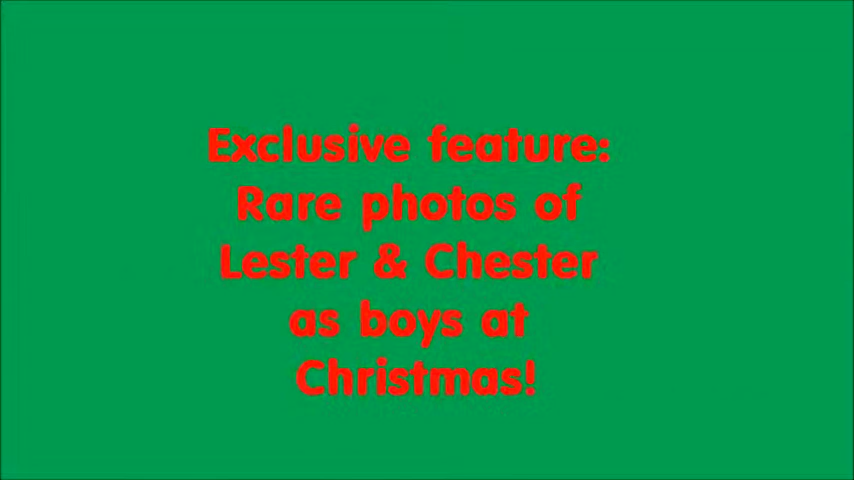 Exclusive feature:
Rare photos of
Lester & Chester
as boys at
Christmas!